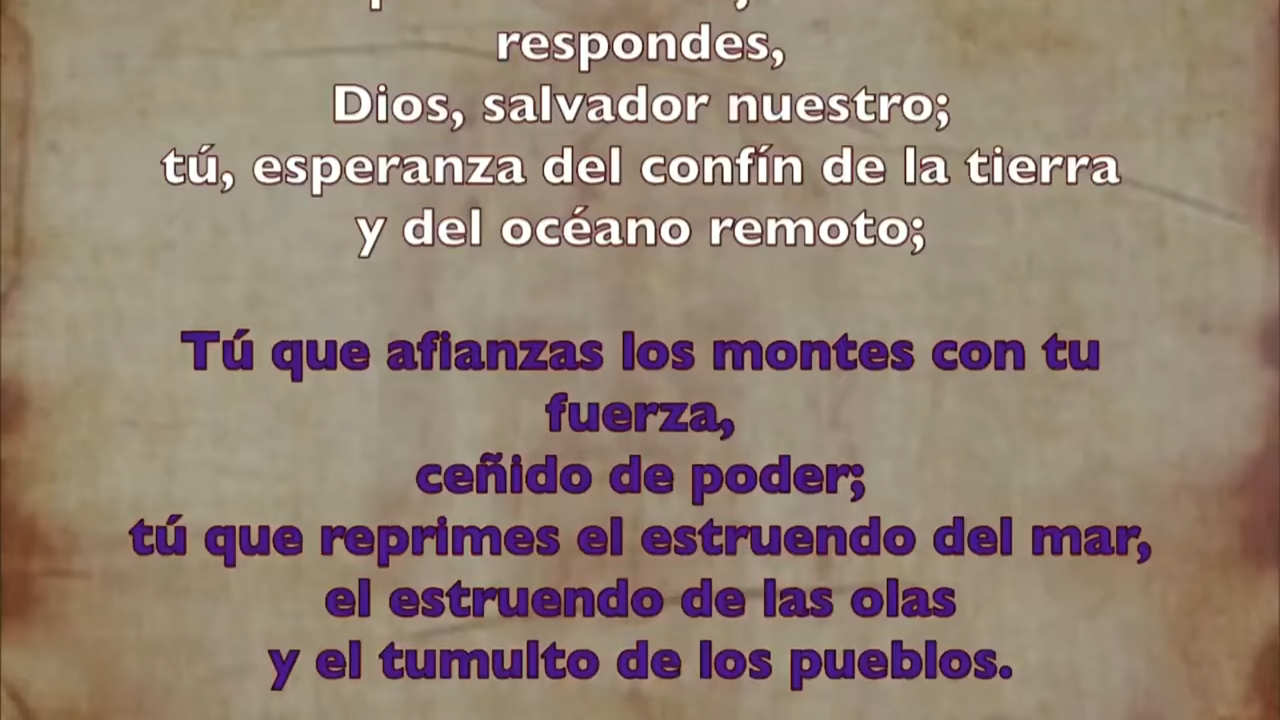 respondes,
Dios, salvador nuestro;
tú, esperanza del confín de la tierra
y del océano remoto;
Tú que afianzas los montes con tu
fuerza,
ceñido de poder;
tú que reprimes el estruendo del mar,
el estruendo de las olas
y el tumulto de los pueblos.